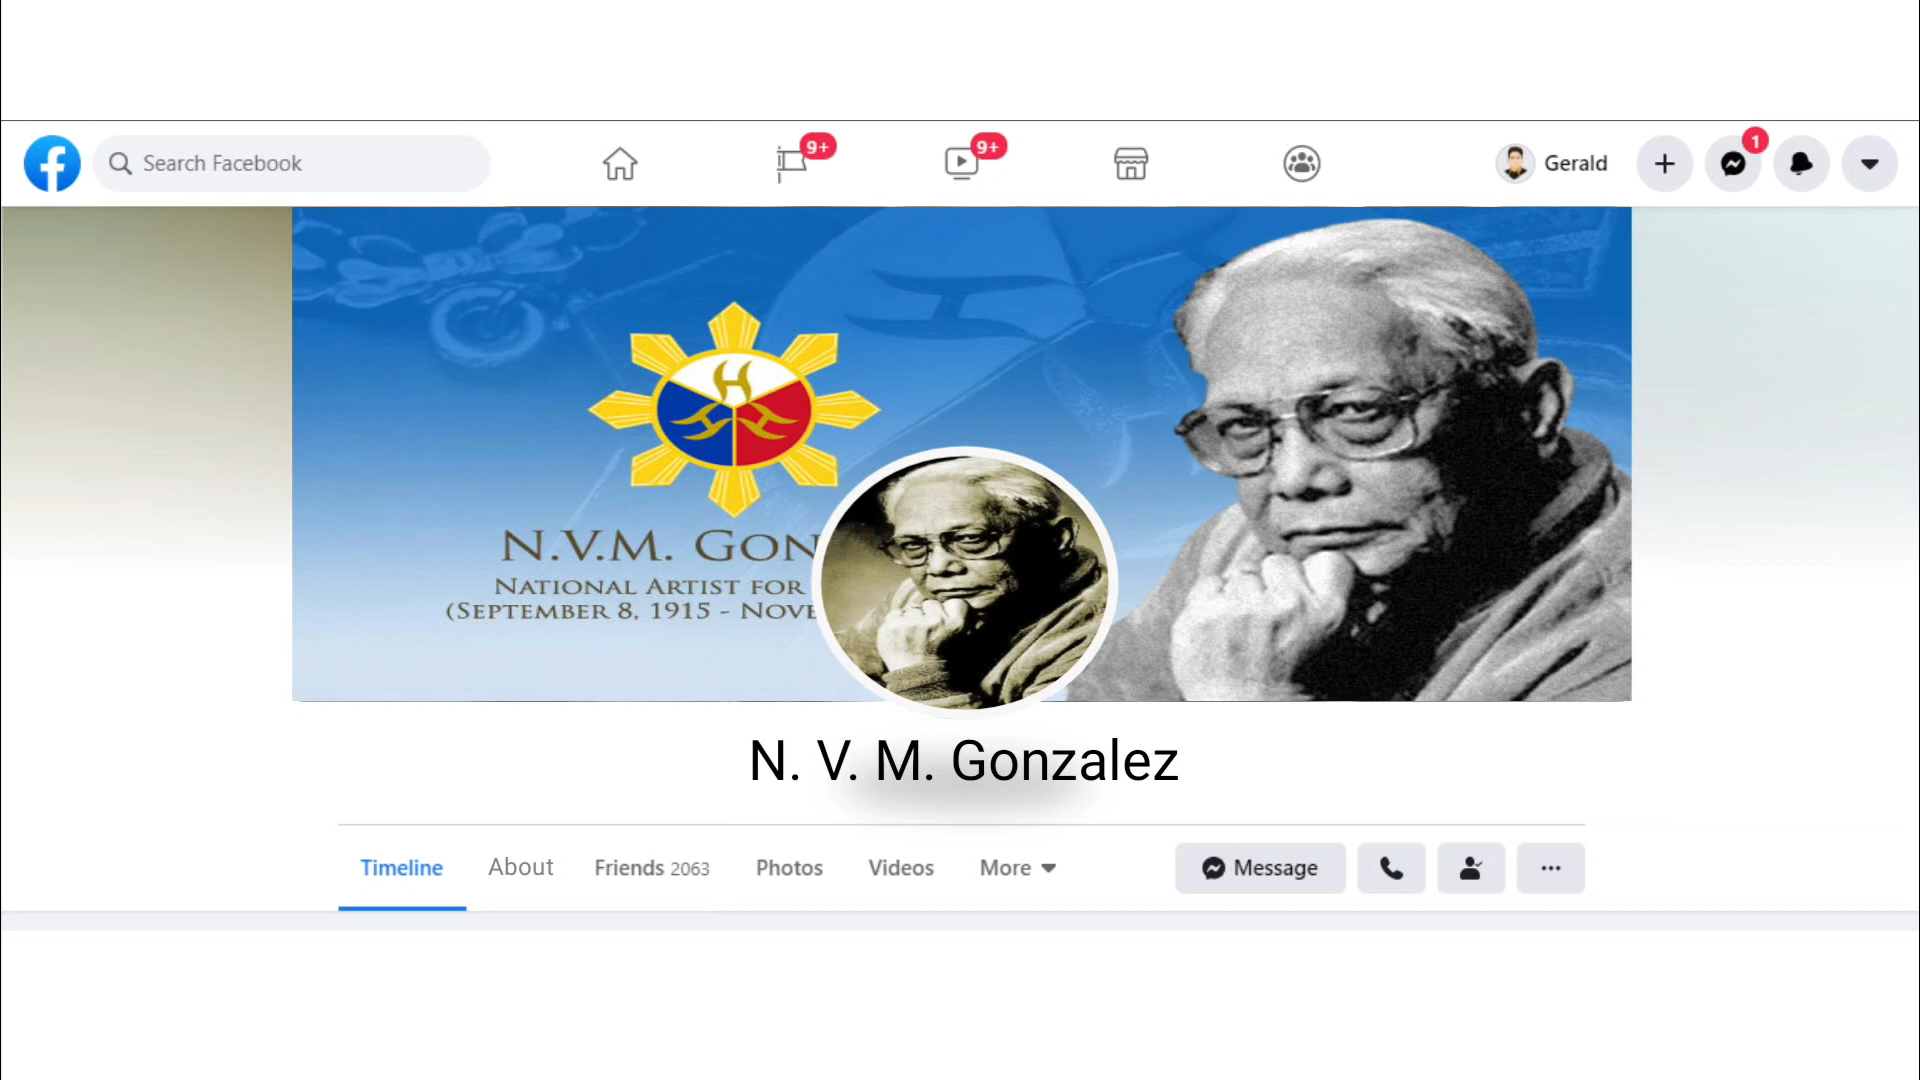 Search Facebook
9+
9+
Gerald
1
N.V.M. GON
NATIONAL ARTIST FOR
(SEPTEMBER 8, 1915 - NOVE
N. V. M. Gonzalez
Timeline
About
Friends 2063
Photos
Videos
More
Message